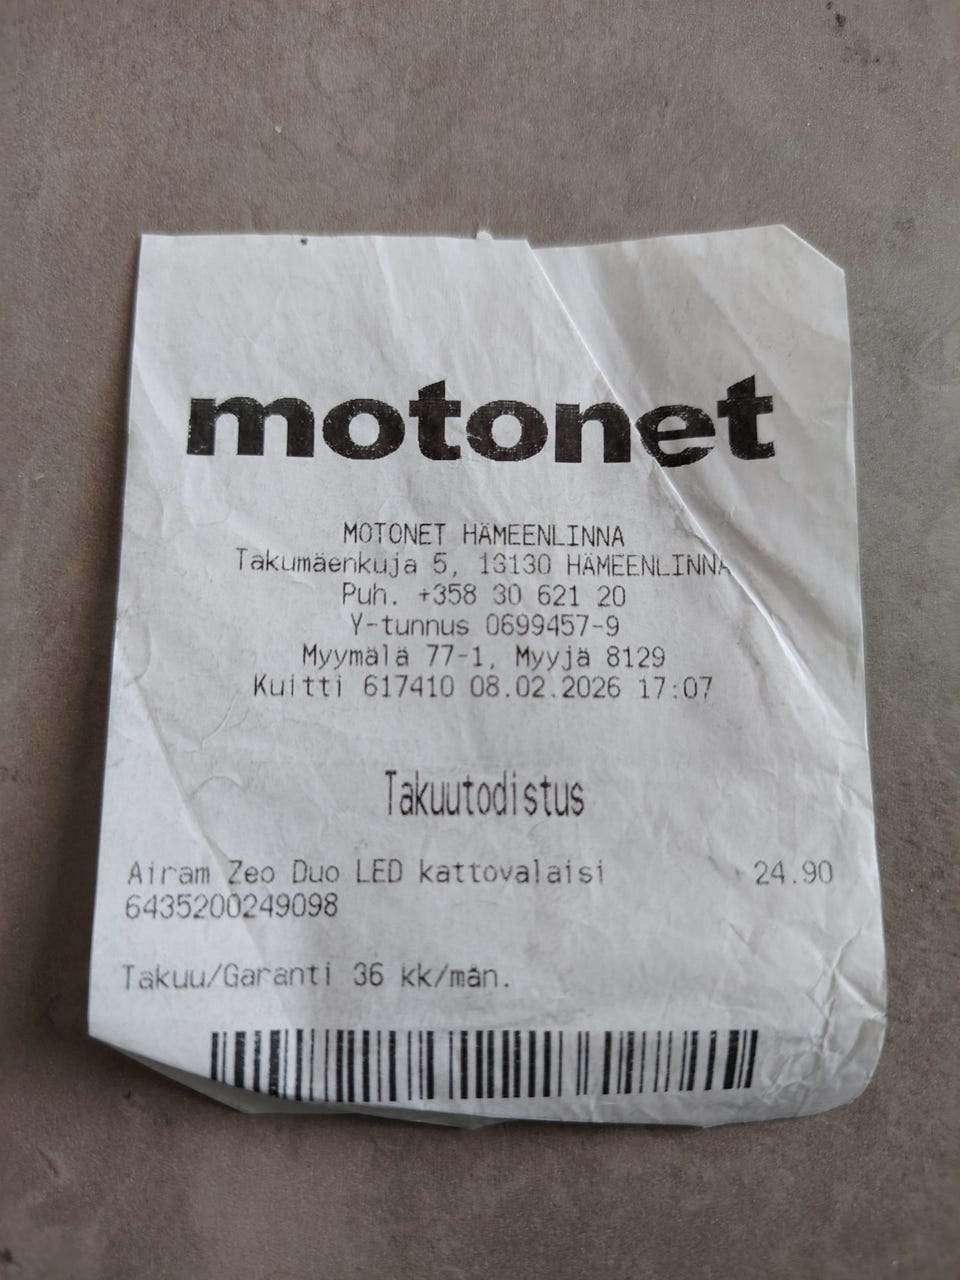 motonet
MOTONET HÄMEENLINNA
Takumäenkuja 5, 13130 HÄMEENLINNA
Puh. +358 30 621 20
Y-tunnus 0699457-9
Myymälä 77-1, Myyjä 8129
Kuitti 617410 08.02.2026 17:07
Takuutodistus
Airam Zeo Duo LED kattovalaisi 24.90
6435200249098
Takuu/Garanti 36 kk/mån.